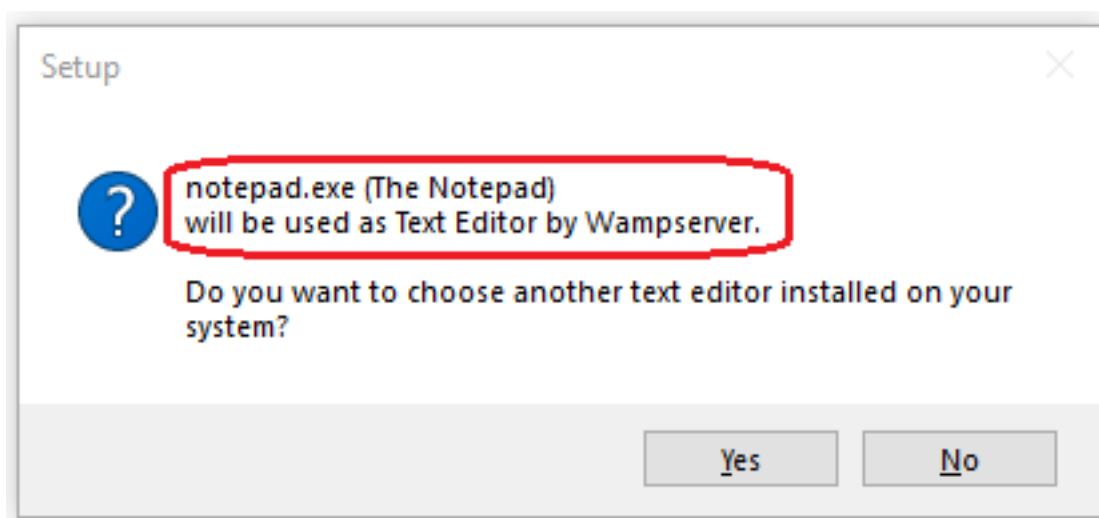 Setup
notepad.exe (The Notepad)
will be used as Text Editor by Wampserver.
Do you want to choose another text editor installed on your
system?
Yes
No